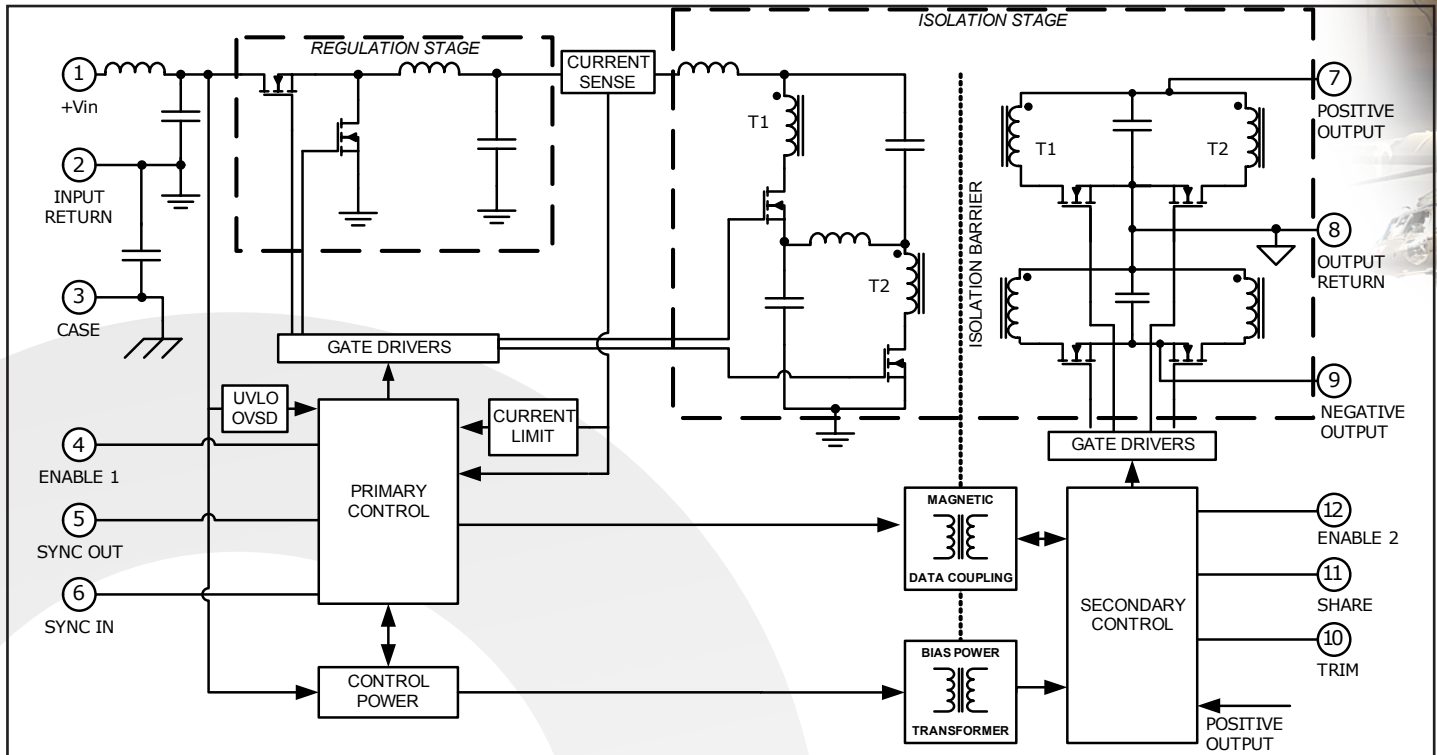 ISOLATION STAGE
REGULATION STAGE
1
+Vin
CURRENT
SENSE
7
POSITIVE
OUTPUT
T1
T1
T2
2
INPUT
RETURN
ISOLATION BARRIER
8
OUTPUT
RETURN
T2
3
CASE
GATE DRIVERS
9
NEGATIVE
OUTPUT
UVLO
OVSD
CURRENT
LIMIT
4
ENABLE 1
GATE DRIVERS
PRIMARY
CONTROL
5
SYNC OUT
MAGNETIC
DATA COUPLING
12
ENABLE 2
11
SHARE
6
SYNC IN
SECONDARY
CONTROL
10
TRIM
CONTROL
POWER
BIAS POWER
TRANSFORMER
POSITIVE
OUTPUT